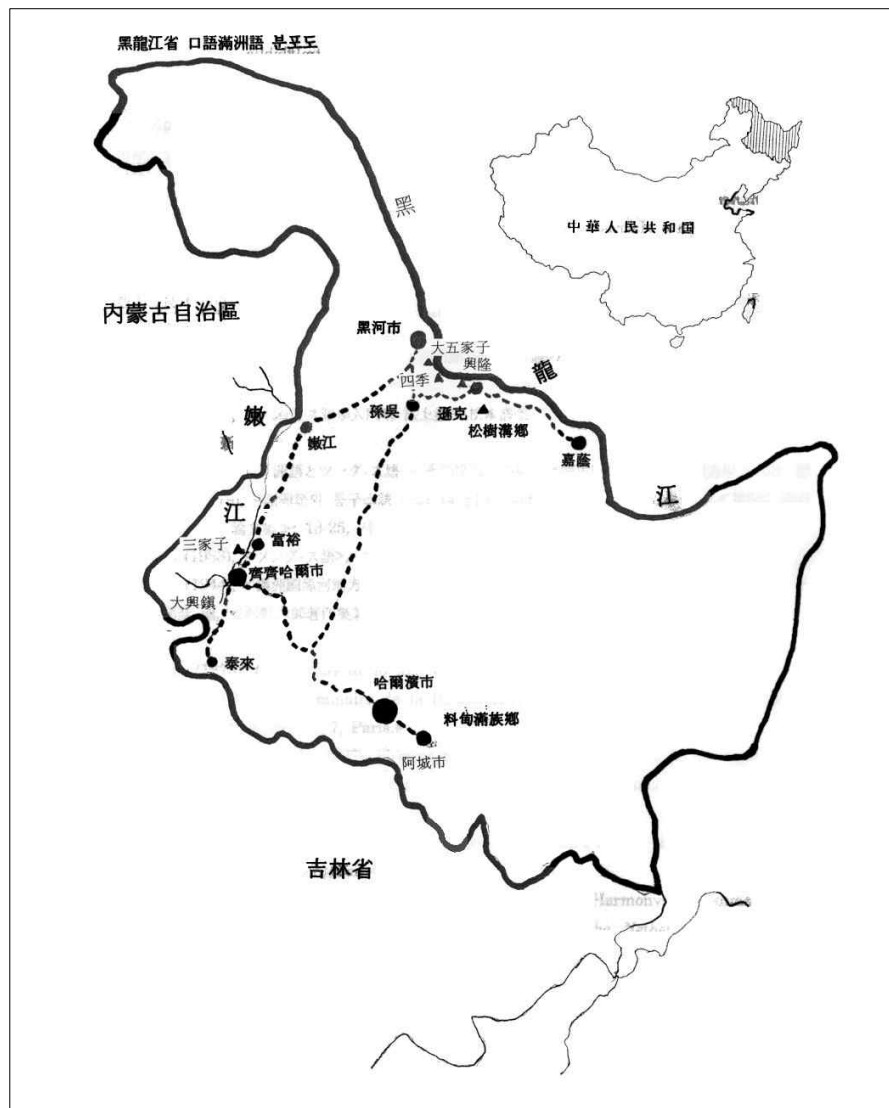 黑龍江省 口語滿洲語 분포도
黑
中華人民共和国
內蒙古自治區
黑河市
大五家子
興隆
龍
四季
嫩
孫吳
遜克
松樹溝鄉
嫩江
嘉蔭
江
江
富裕
三家子
齊齊哈爾市
大興鎭
泰來
哈爾濱市
料甸滿族鄉
阿城市
吉林省
Harmony